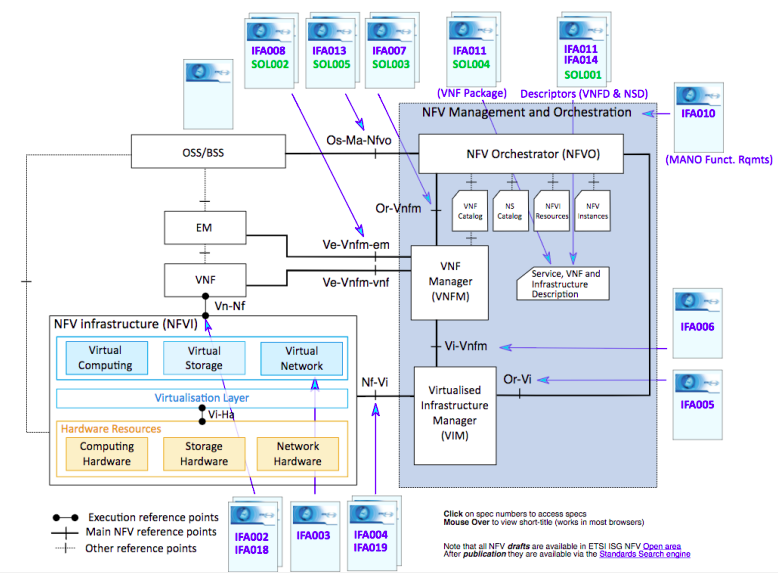 IFA008
SOL002
IFA013
SOL005
IFA007
SOL003
IFA011
SOL004
IFA011
IFA014
SOL001
(VNF Package)
Descriptors (VNFD & NSD)
IFA010
(MANO Funct. Rqmts)
NFV Management and Orchestration
Os-Ma-Nfvo
OSS/BSS
NFV Orchestrator (NFVO)
Or-Vnfm
VNF
Catalog
NS
Catalog
NFVI
Resources
NFV
Instances
EM
Ve-Vnfm-em
VNF
Manager
(VNFM)
VNF
Ve-Vnfm-vnf
Service, VNF and
Infrastructure
Description
Vn-Nf
NFV infrastructure (NFVI)
IFA006
Virtual
Computing
Virtual
Storage
Virtual
Network
Vi-Vnfm
Virtualisation Layer
Nf-Vi
Virtualised
Infrastructure
Manager
(VIM)
Or-Vi
IFA005
Vi-Ha
Hardware Resources
Computing
Hardware
Storage
Hardware
Network
Hardware
Execution reference points
Main NFV reference points
Other reference points
IFA002
IFA018
IFA003
IFA004
IFA019
Click on spec numbers to access specs
Mouse Over to view short-title (works in most browsers)
Note that all NFV drafts are available in ETSI ISG NFV Open area
After publication they are available via the Standards Search engine